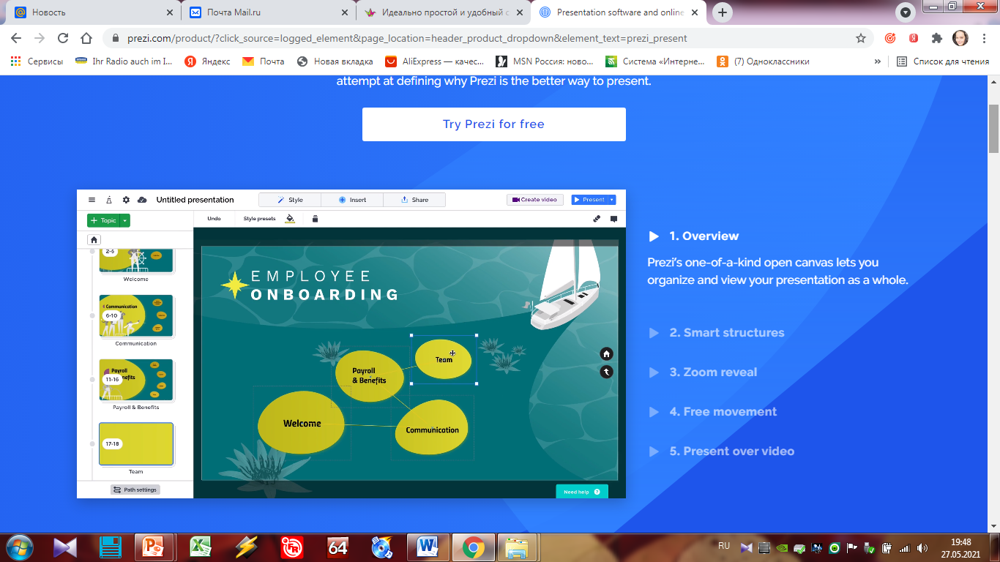 Новость
Почта Mail.ru
Идеально простой и удобный с
Presentation software and online
prezi.com/product/?click_source=logged_element&page_location=header_product_dropdown&element_text=prezi_present
Сервисы
Ihr Radio auch im I...
Яндекс
Почта
Новая вкладка
AliExpress — качес...
MSN Россия: ново...
Система «Интерне...
(7) Одноклассники
»
Список для чтения
attempt at defining why Prezi is the better way to present.
Try Prezi for free
Untitled presentation
Style
Insert
Share
Create video
Present
+ Topic
Undo
Style presets
2-5
Welcome
Communication
6-10
Communication
Payroll
11-16
Payroll & Benefits
17-18
Team
Path settings
EMPLOYEE
ONBOARDING
Team
Payroll
& Benefits
Welcome
Communication
Need help ?
1. Overview
Prezi's one-of-a-kind open canvas lets you
organize and view your presentation as a whole.
2. Smart structures
3. Zoom reveal
4. Free movement
5. Present over video
64
RU
19:48
27.05.2021